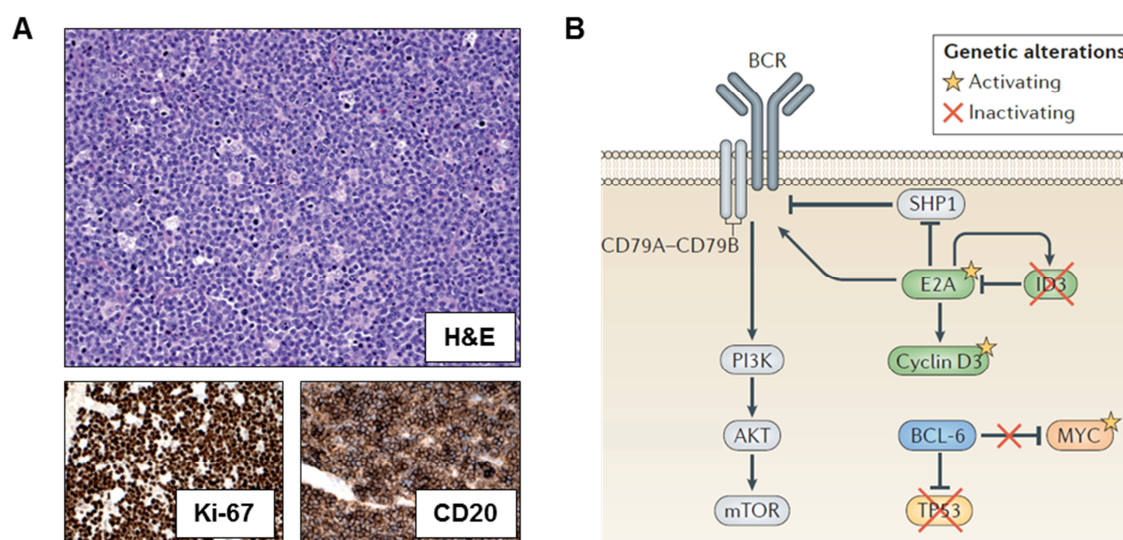 A
H&E
Ki-67
CD20
B
Genetic alterations
Activating
Inactivating
BCR
SHP1
CD79A–CD79B
E2A
ID3
PI3K
Cyclin D3
AKT
BCL-6
MYC
mTOR
TP53